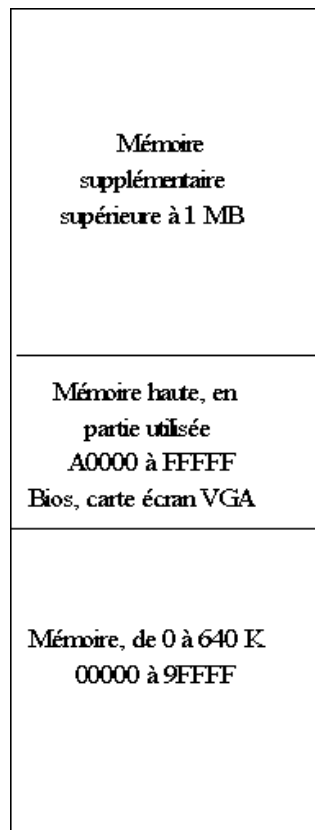 Mémoire
supplémentaire
supérieure à 1 MB
Mémoire haute, en
partie utilisée
A0000 à FFFFF
Bios, carte écran VGA
Mémoire, de 0 à 640 K
00000 à 9FFFF